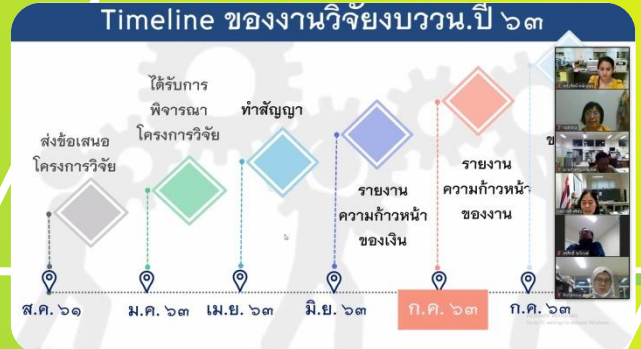 Timeline ของงานวิจัยงบววน.ปี ๖๓
ส่งข้อเสนอ
โครงการวิจัย
ได้รับการ
พิจารณา
โครงการวิจัย
ทำสัญญา
รายงาน
ความก้าวหน้า
ของเงิน
รายงาน
ความก้าวหน้า
ของงาน
ข
ส.ค. ๖๑
ม.ค. ๖๓
เม.ย. ๖๓
มิ.ย. ๖๓
ก.ค. ๖๓
ก.ค. ๖๓